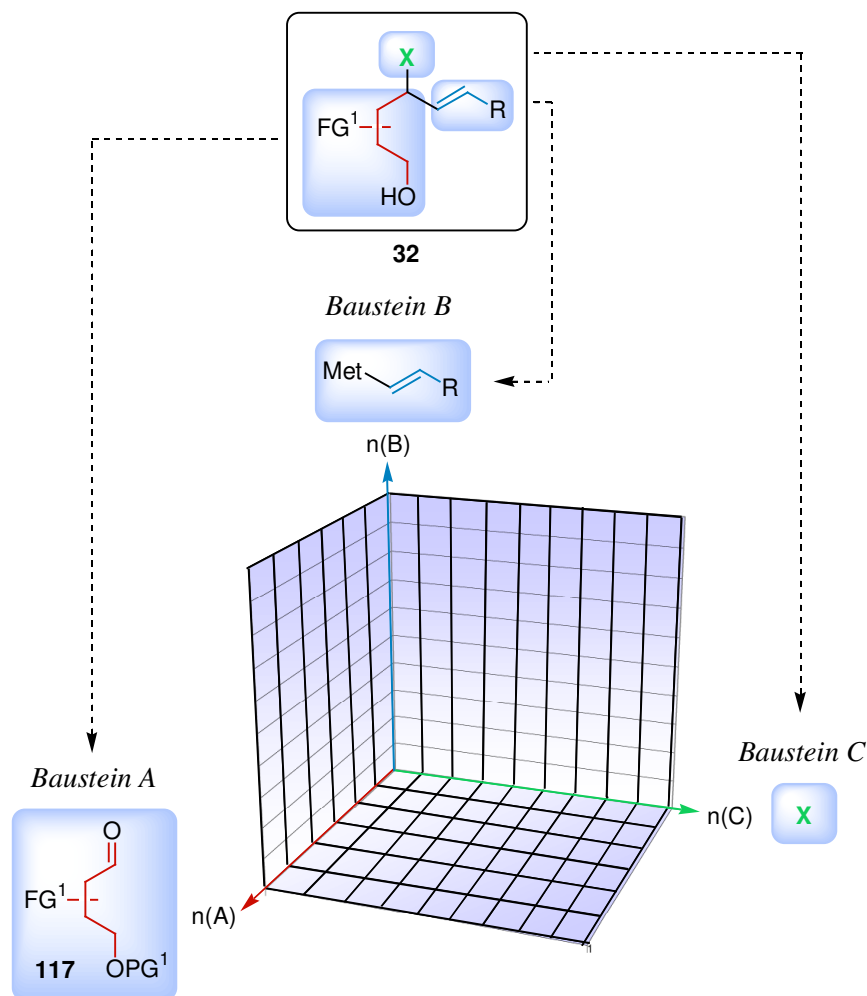 X
FG¹
R
HO
32
Baustein B
Met
R
n(B)
Baustein A
O
FG¹
117
OPG¹
n(A)
n(C)
Baustein C
X